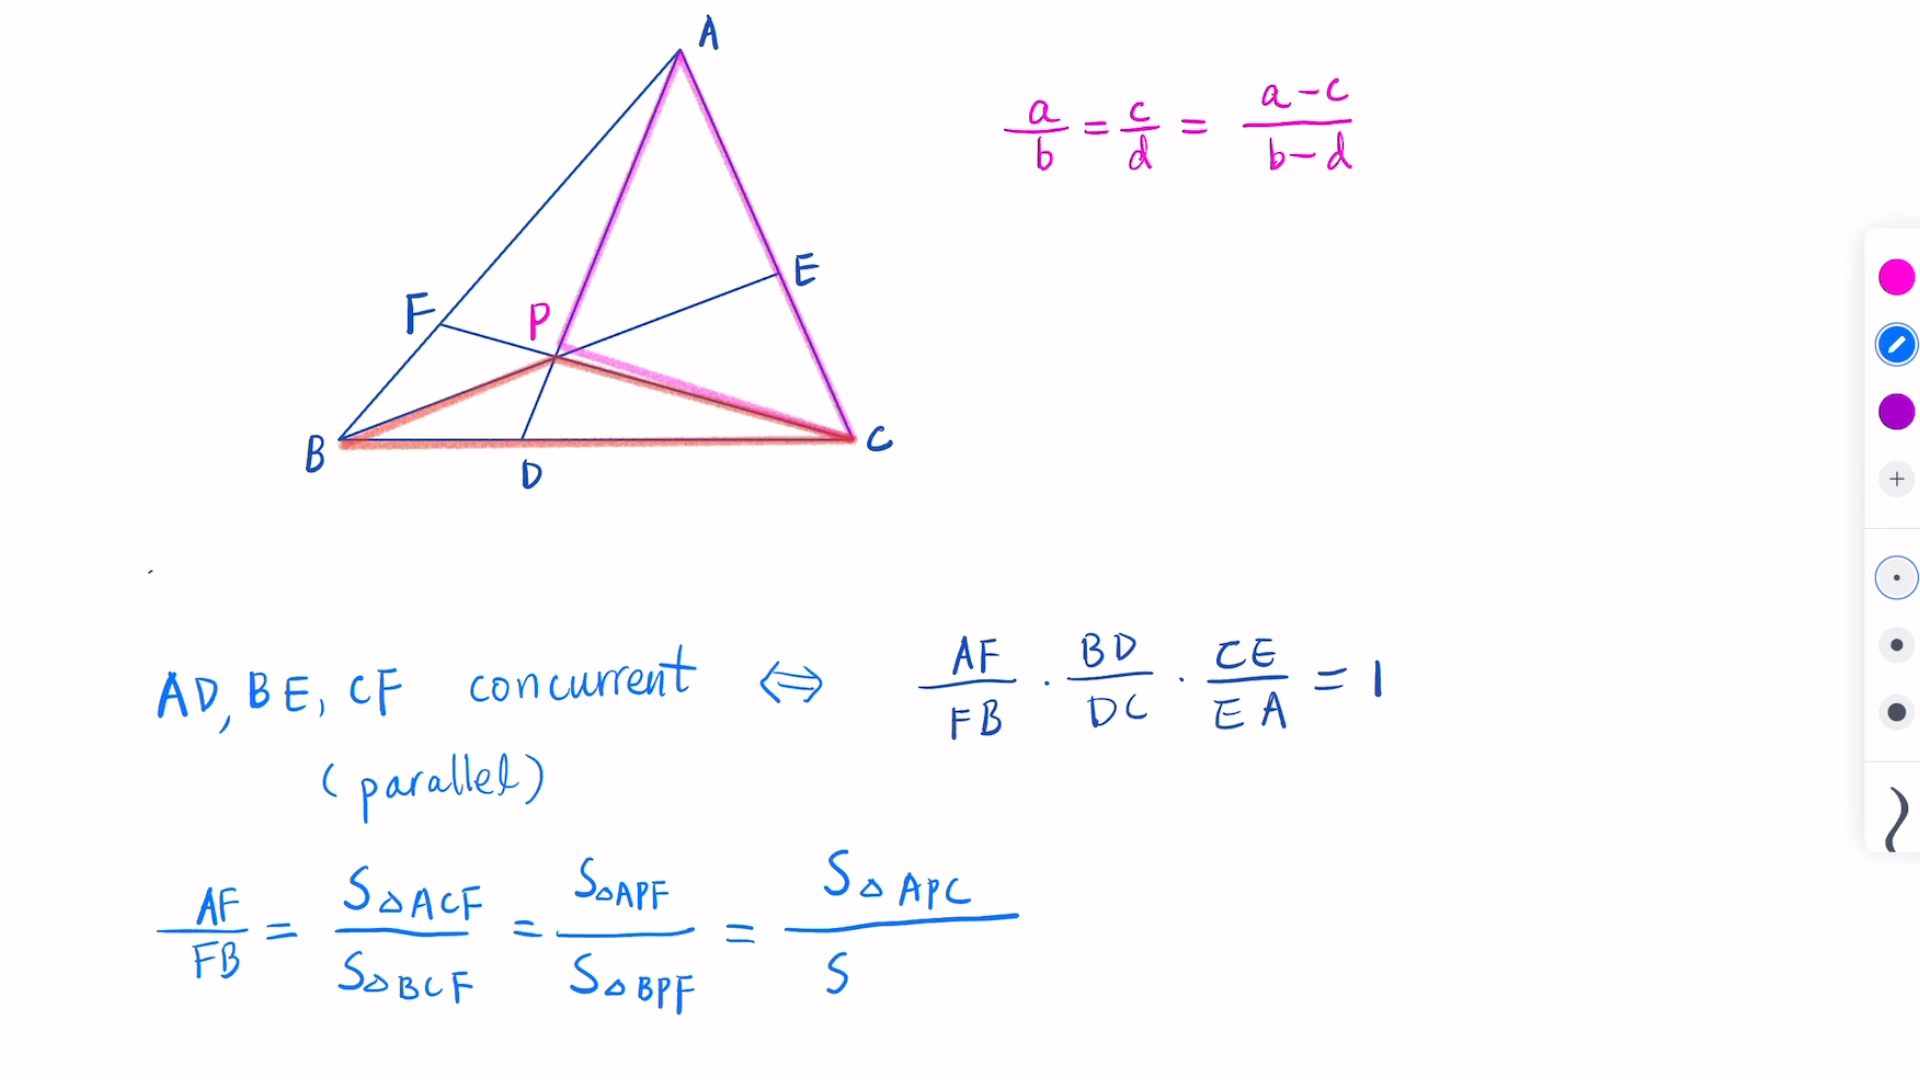 A
a/b = c/d = a-c/b-d
E
F
P
B
D
C
AD, BE, CF concurrent ⇔ AF/FB · BD/DC · CE/EA = 1
(parallel)
AF/FB = S△ACF/S△BCF = S△APF/S△BPF = S△APC/S